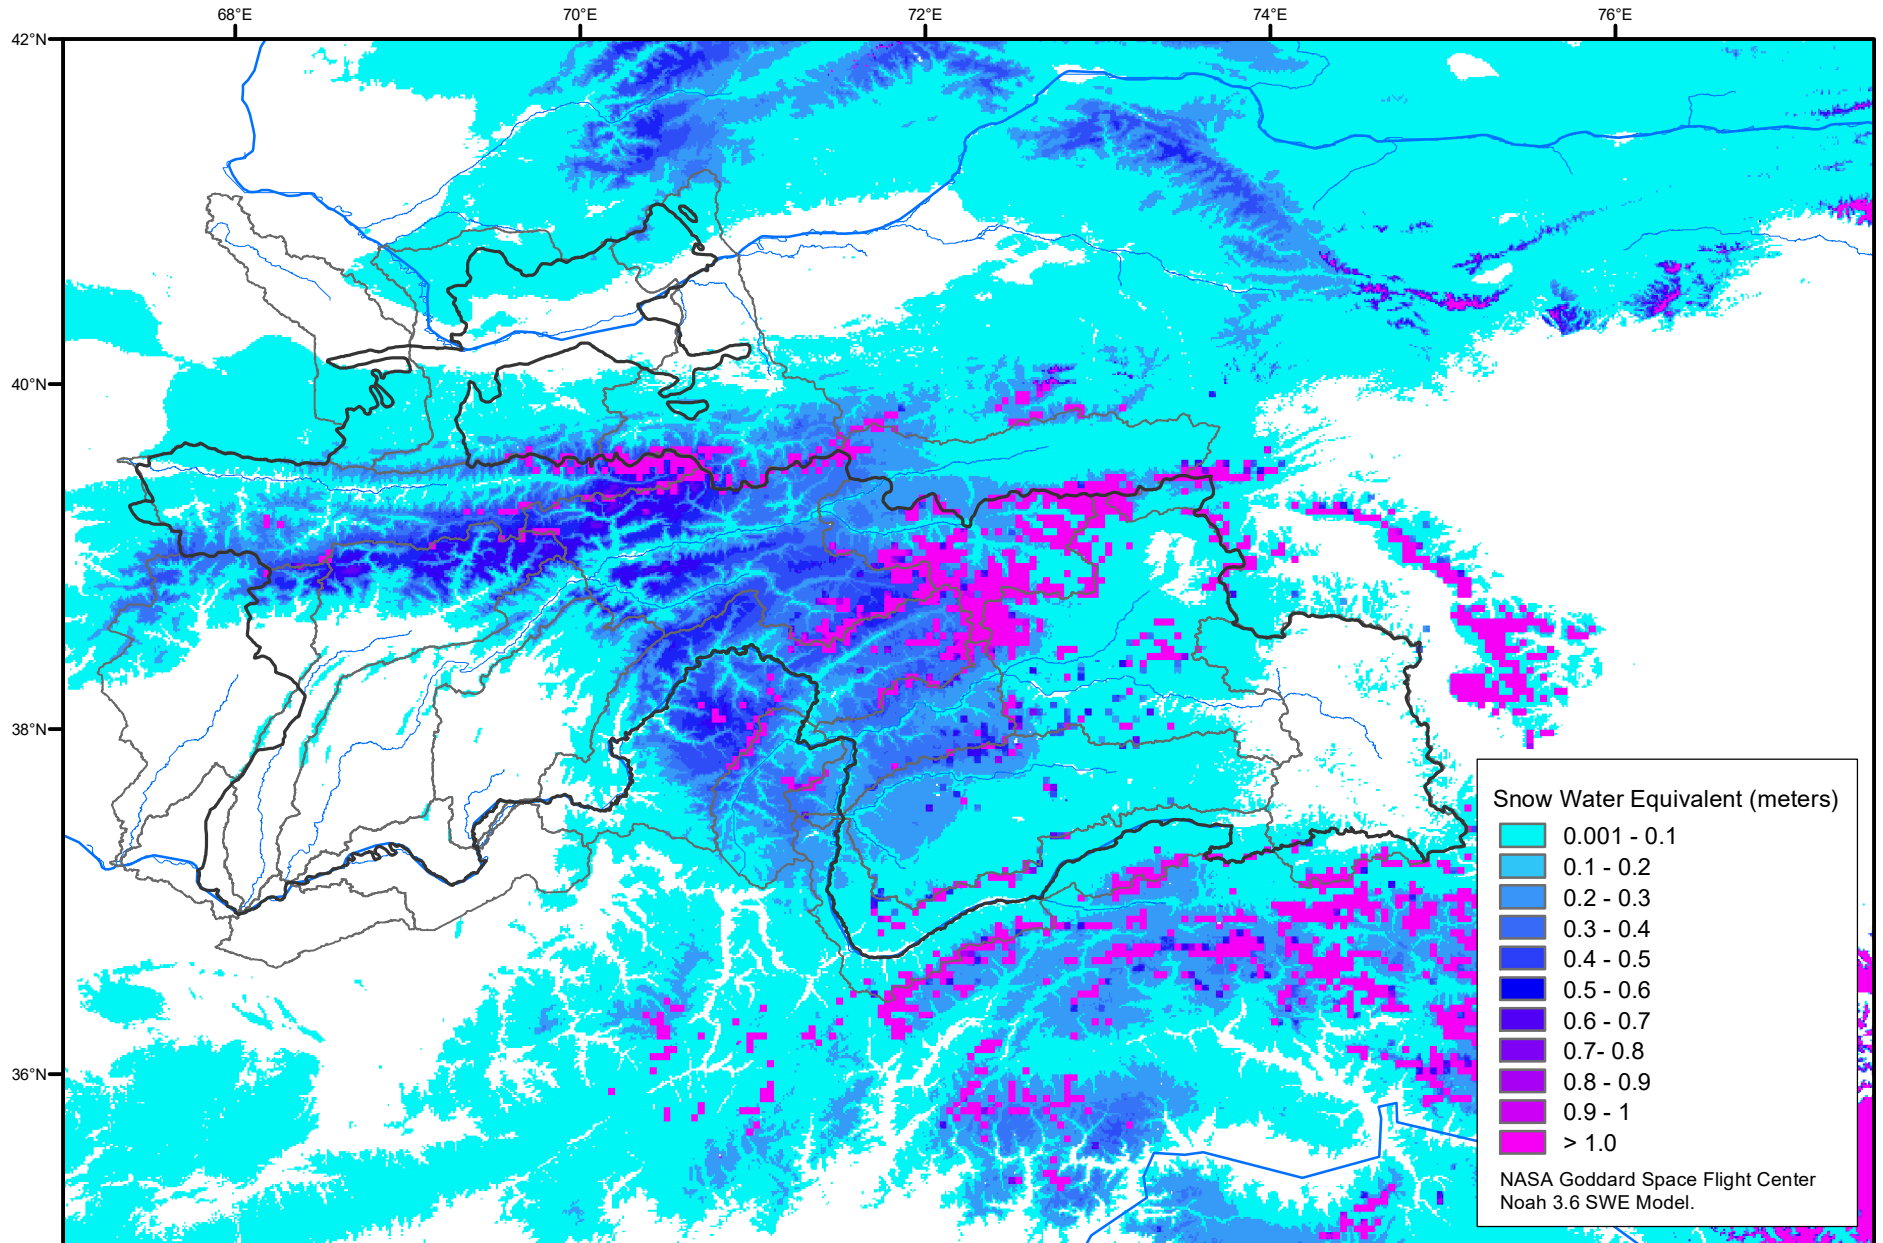 68°E 70°E 72°E 74°E 76°E
42°N
40°N
38°N
36°N
Snow Water Equivalent (meters)
0.001 - 0.1
0.1 - 0.2
0.2 - 0.3
0.3 - 0.4
0.4 - 0.5
0.5 - 0.6
0.6 - 0.7
0.7- 0.8
0.8 - 0.9
0.9 - 1
> 1.0
NASA Goddard Space Flight Center
Noah 3.6 SWE Model.